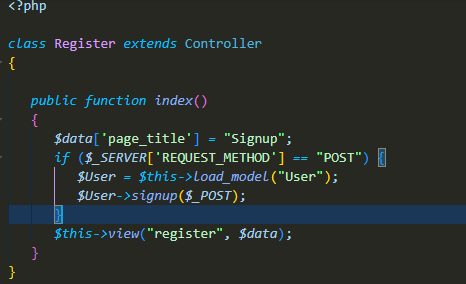 <?php
class Register extends Controller
{
public function index()
{
$data['page_title'] = "Signup";
if ($_SERVER['REQUEST_METHOD'] == "POST") {
$User = $this->load_model("User");
$User->signup($_POST);
}
$this->view("register", $data);
}
}